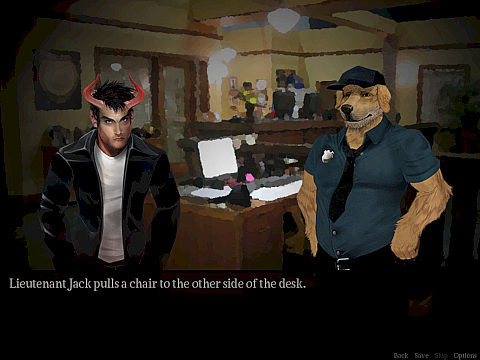 Lieutenant Jack pulls a chair to the other side of the desk.
Back Save Skip Options